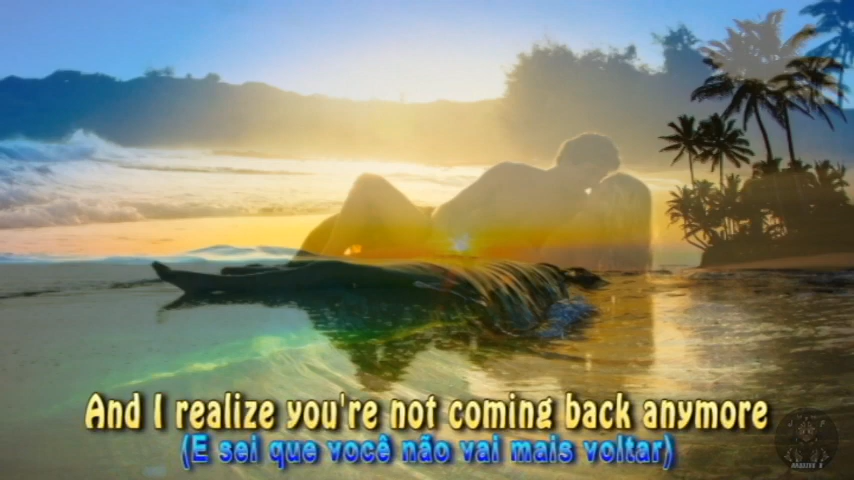 And I realize you're not coming back anymore
(E sei que você não vai mais voltar)